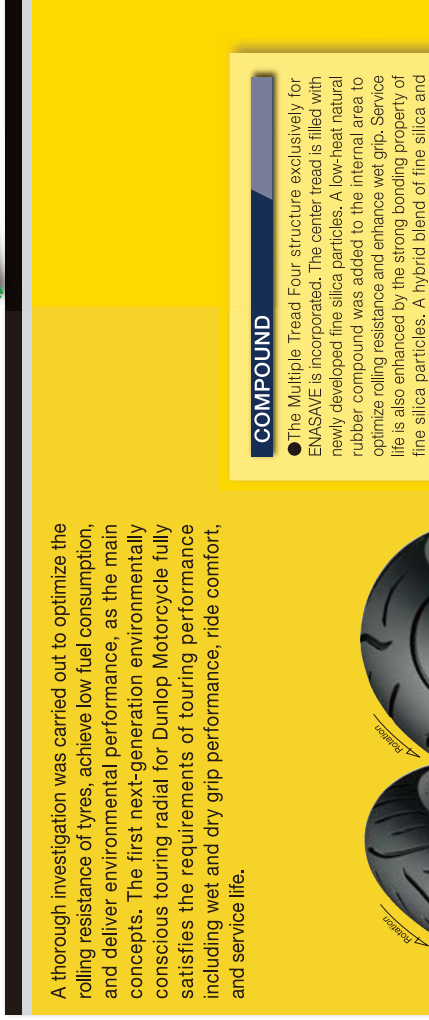 A thorough investigation was carried out to optimize the
rolling resistance of tyres, achieve low fuel consumption,
and deliver environmental performance, as the main
concepts. The first next-generation environmentally
conscious touring radial for Dunlop Motorcycle fully
satisfies the requirements of touring performance
including wet and dry grip performance, ride comfort,
and service life.
COMPOUND
●The Multiple Tread Four structure exclusively for
ENASAVE is incorporated. The center tread is filled with
newly developed fine silica particles. A low-heat natural
rubber compound was added to the internal area to
optimize rolling resistance and enhance wet grip. Service
life is also enhanced by the strong bonding property of
fine silica particles. A hybrid blend of fine silica and
Rotation
Rotation